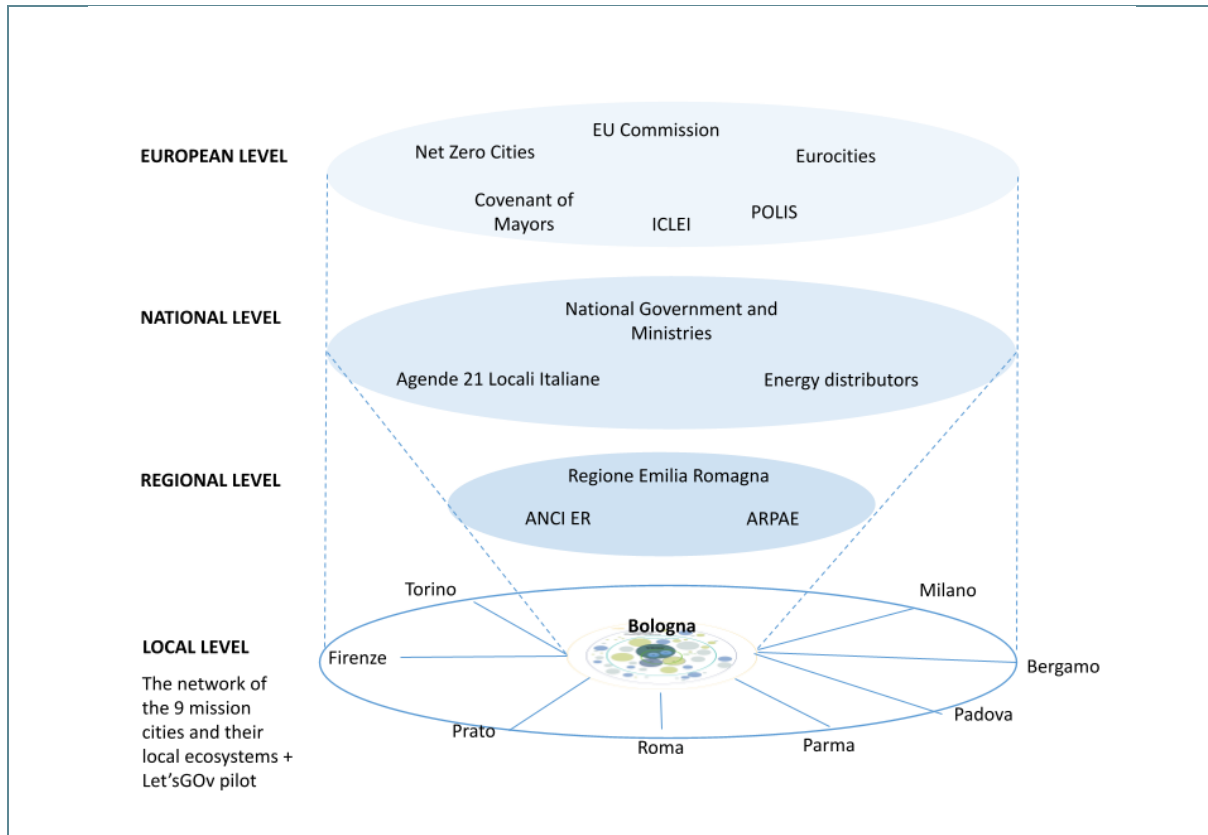 EUROPEAN LEVEL
EU Commission
Net Zero Cities
Eurocities
Covenant of
Mayors
ICLEI
POLIS
NATIONAL LEVEL
National Government and
Ministries
Agende 21 Locali Italiane
Energy distributors
REGIONAL LEVEL
Regione Emilia Romagna
ANCI ER
ARPAE
Torino
Milano
Bologna
LOCAL LEVEL
The network of
the 9 mission
cities and their
local ecosystems +
Let'sGOv pilot
Firenze
Bergamo
Prato
Roma
Parma
Padova